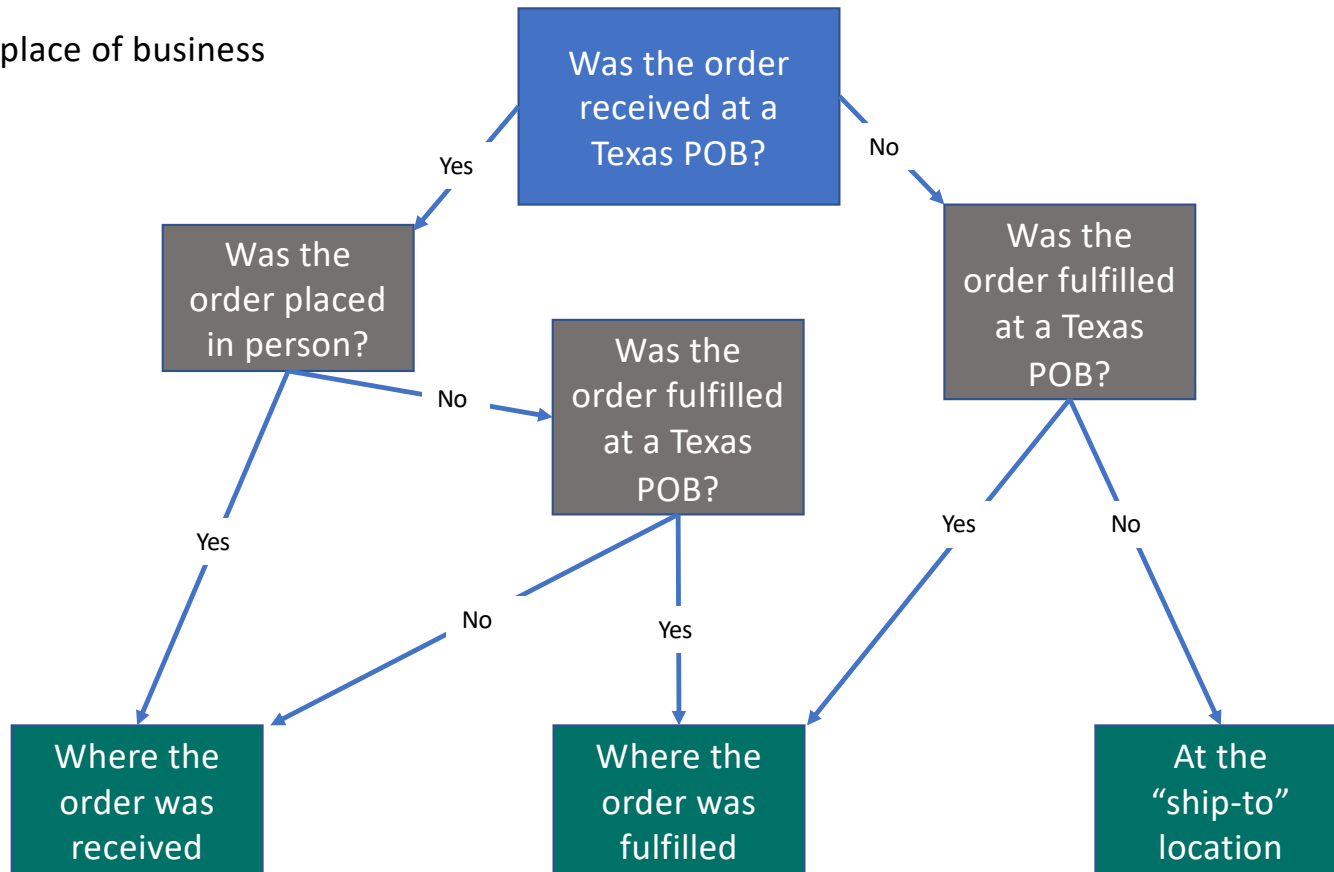 place of business
Was the order
received at a
Texas POB?
Yes
No
Was the
order placed
in person?
Was the
order fulfilled
at a Texas
POB?
No
Was the
order fulfilled
at a Texas
POB?
Yes
Yes
No
No
Yes
Where the
order was
received
Where the
order was
fulfilled
At the
“ship-to”
location